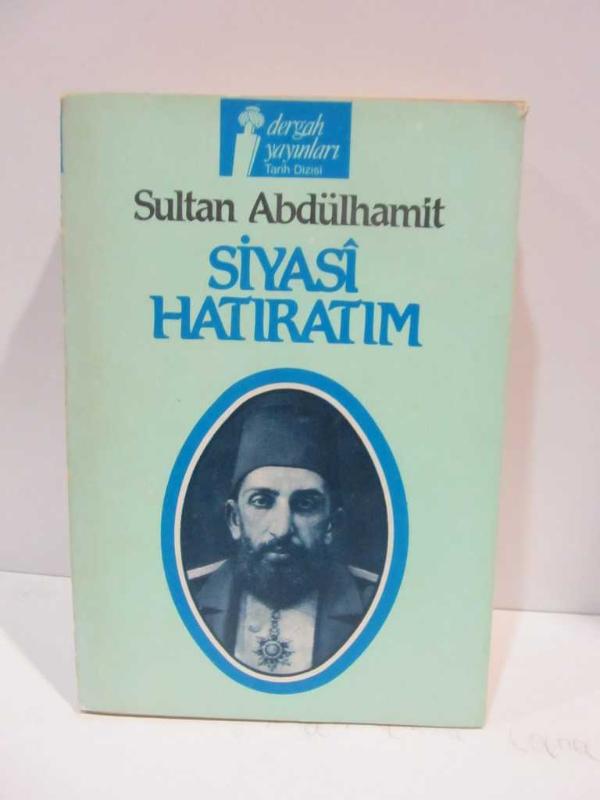 dergah
yayınları
Tarih Dizisi
Sultan Abdülhamit
SİYASÎ
HATIRATIM